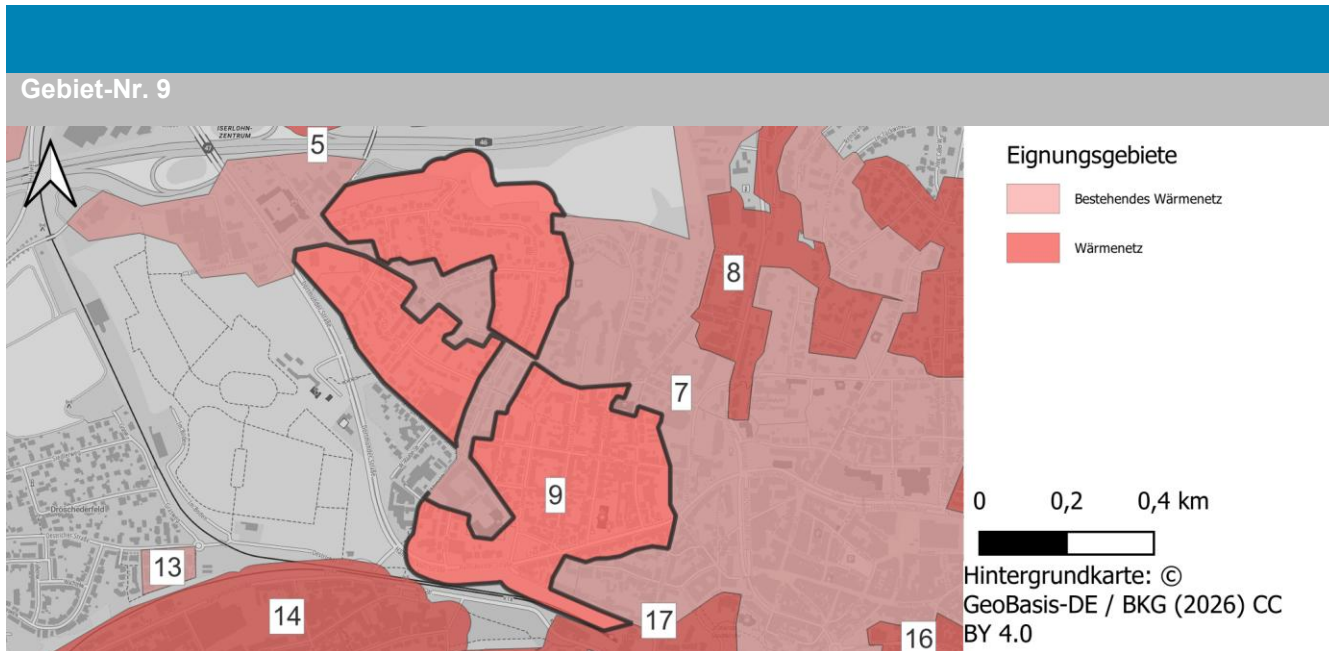 Gebiet-Nr. 9
ISERLOHN-
ZENTRUM
5
8
7
9
13
14
17
16
Dröscherderfeld
Eignungsgebiete
Bestehendes Wärmenetz
Wärmenetz
0 0,2 0,4 km
Hintergrundkarte: ©
GeoBasis-DE / BKG (2026) CC
BY 4.0